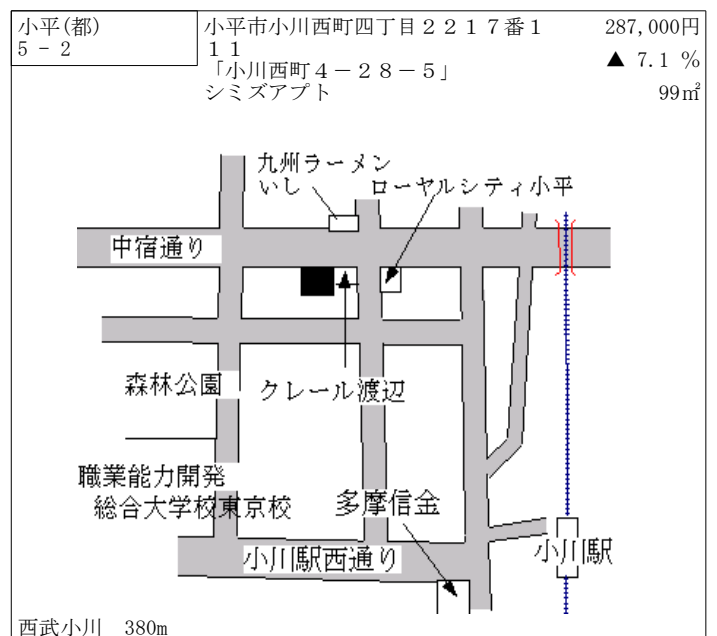 小平(都)
5 - 2
小平市小川西町四丁目2217番1
11
「小川西町4-28-5」
シミズアプト
287,000円
▲ 7.1 %
99㎡
九州ラーメン
いし
ローヤルシティ小平
中宿通り
森林公園
クレール渡辺
職業能力開発
総合大学校東京校
多摩信金
小川駅西通り
小川駅
西武小川 380m